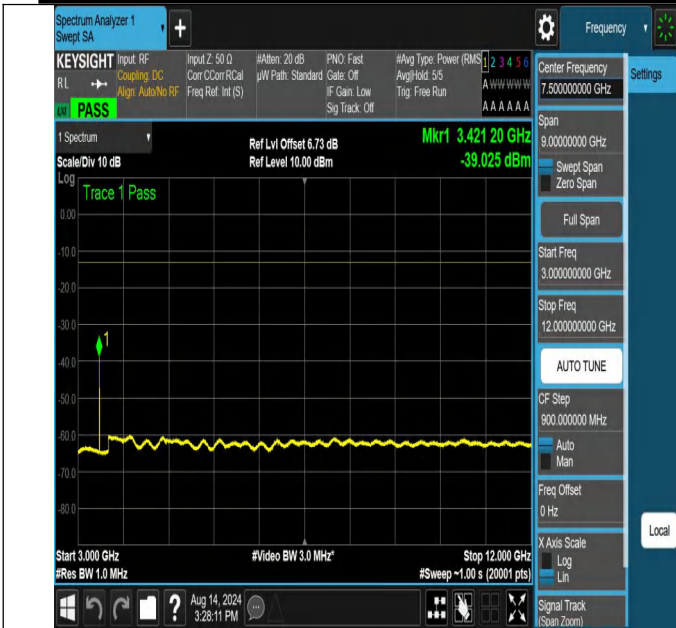 Spectrum Analyzer 1
Swept SA
+
Frequency
KEYSIGHT
RL
PASS
Input: RF
Coupling: DC
Align: Auto/No RF
Input Z: 50 Ω
Corr CCorr RCal
Freq Ref: Int (S)
#Atten: 20 dB
µW Path: Standard
PNO: Fast
Gate: Off
IF Gain: Low
Sig Track: Off
#Avg Type: Power (RMS
Avg|Hold: 5/5
Trig: Free Run
1 2 3 4 5 6
A W W W W W
A A A A A A
1 Spectrum
Scale/Div 10 dB
Ref Lvl Offset 6.73 dB
Ref Level 10.00 dBm
Mkr1 3.421 20 GHz
-39.025 dBm
Log
Trace 1 Pass
0.00
-10.0
-20.0
-30.0
1
-40.0
-50.0
-60.0
-70.0
-80.0
Start 3.000 GHz
#Res BW 1.0 MHz
#Video BW 3.0 MHz*
Stop 12.000 GHz
#Sweep ~1.00 s (20001 pts)
Center Frequency
7.500000000 GHz
Span
9.00000000 GHz
Swept Span
Zero Span
Full Span
Start Freq
3.000000000 GHz
Stop Freq
12.000000000 GHz
AUTO TUNE
CF Step
900.000000 MHz
Auto
Man
Freq Offset
0 Hz
X Axis Scale
Log
Lin
Signal Track
(Span Zoom)
Settings
Local
?
Aug 14, 2024
3:28:11 PM